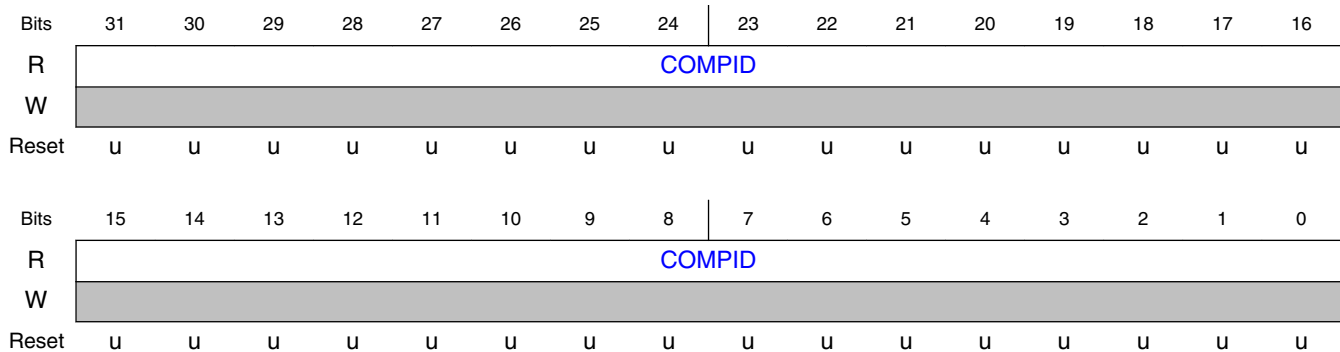 Bits 31 30 29 28 27 26 25 24 23 22 21 20 19 18 17 16
R COMPID
W
Reset u u u u u u u u u u u u u u u u
Bits 15 14 13 12 11 10 9 8 7 6 5 4 3 2 1 0
R COMPID
W
Reset u u u u u u u u u u u u u u u u